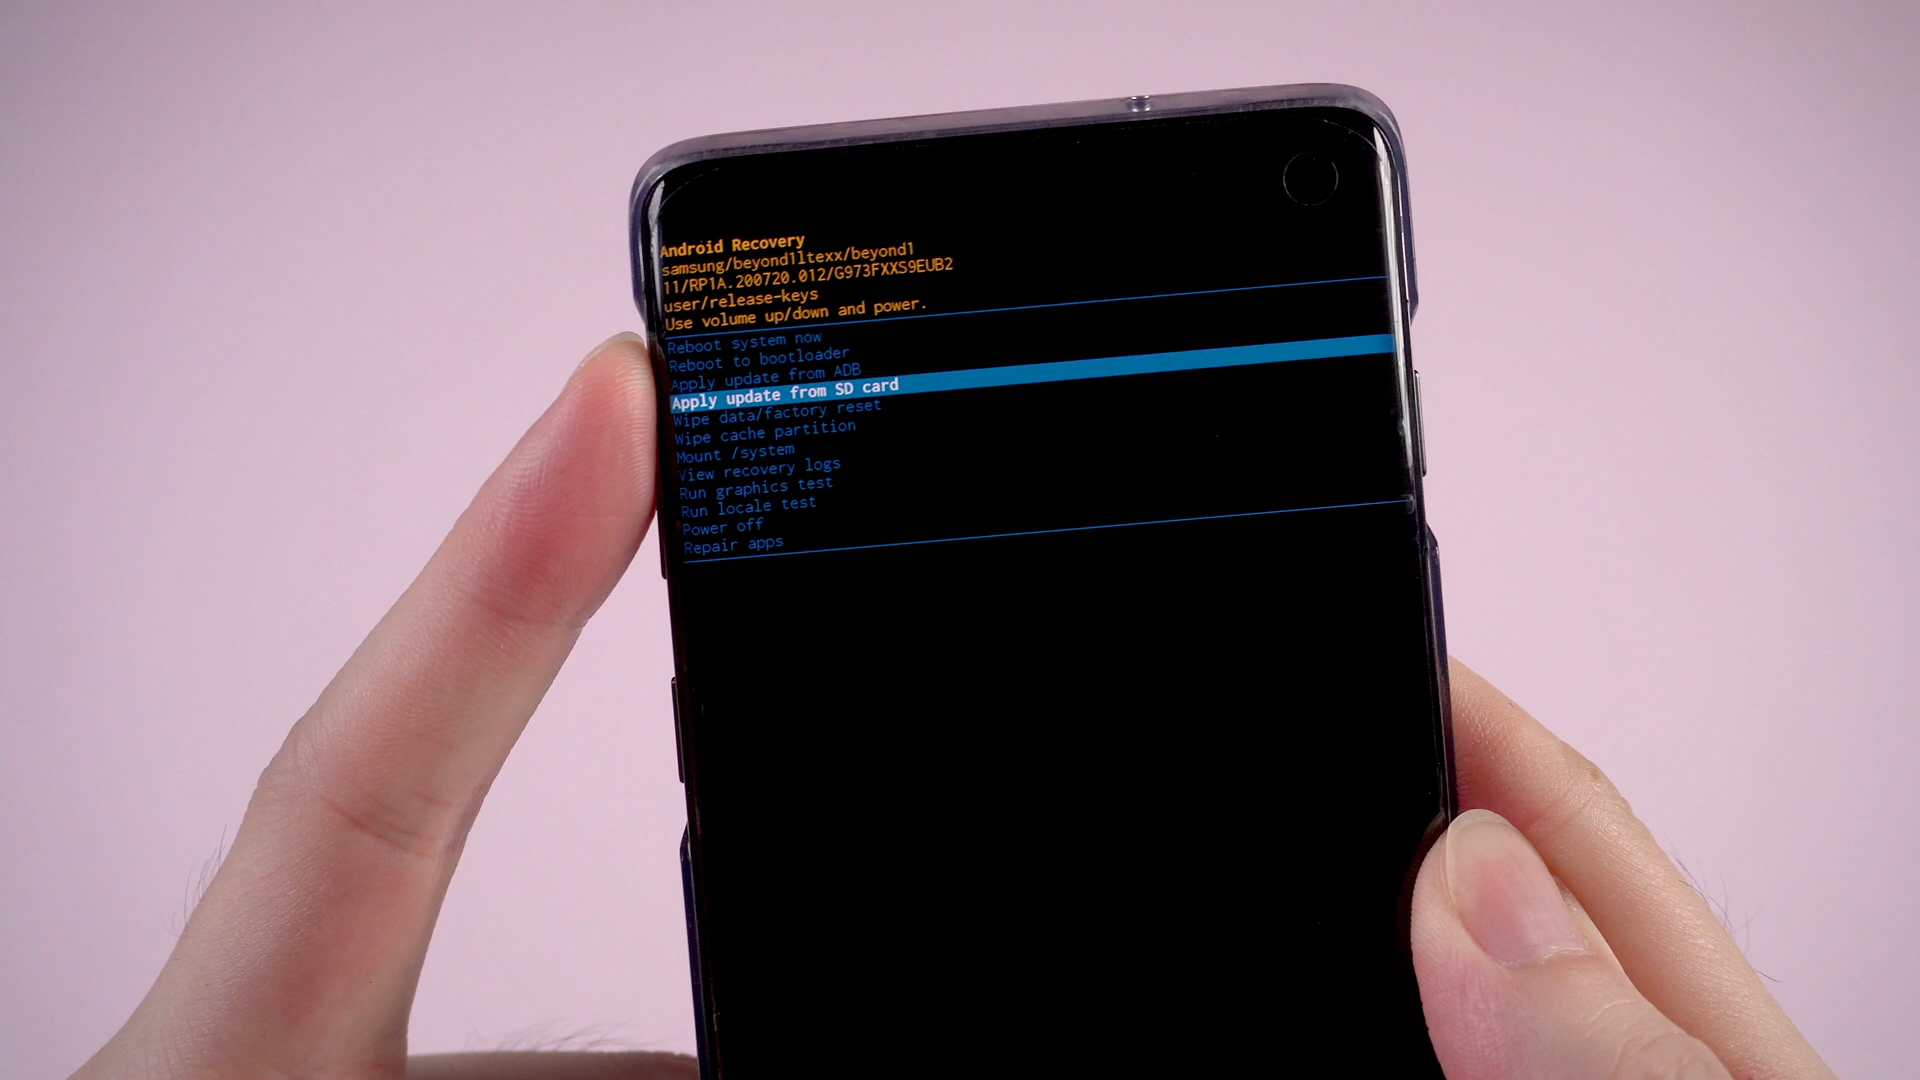 Android Recovery
samsung/beyond1ltexx/beyond1
11/RP1A.200720.012/G973FXXS9EUB2
user/release-keys
Use volume up/down and power.
Reboot system now
Reboot to bootloader
Apply update from ADB
Apply update from SD card
Wipe data/factory reset
Wipe cache partition
Mount /system
View recovery logs
Run graphics test
Run locale test
Power off
Repair apps